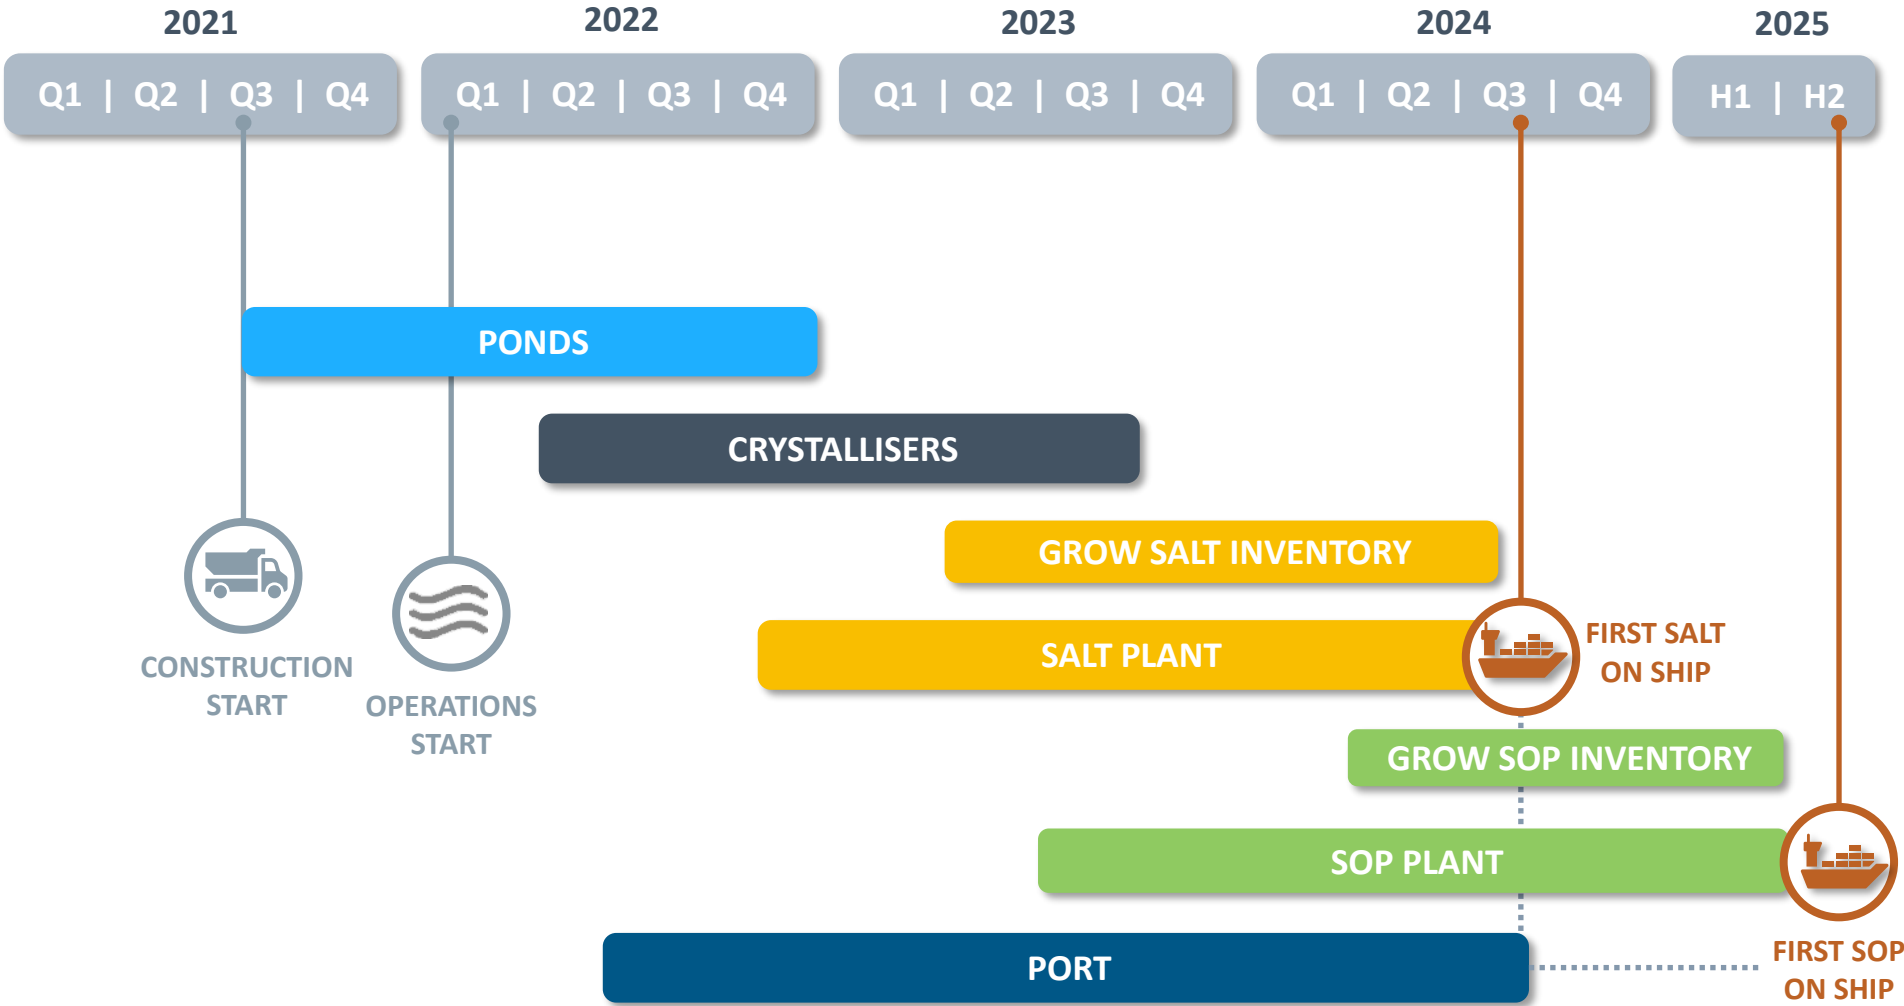 2021
2022
2023
2024
2025
Q1 | Q2 | Q3 | Q4
Q1 | Q2 | Q3 | Q4
Q1 | Q2 | Q3 | Q4
Q1 | Q2 | Q3 | Q4
H1 | H2
PONDS
CRYSTALLISERS
GROW SALT INVENTORY
SALT PLANT
FIRST SALT
ON SHIP
CONSTRUCTION
START
OPERATIONS
START
GROW SOP INVENTORY
SOP PLANT
PORT
FIRST SOP
ON SHIP